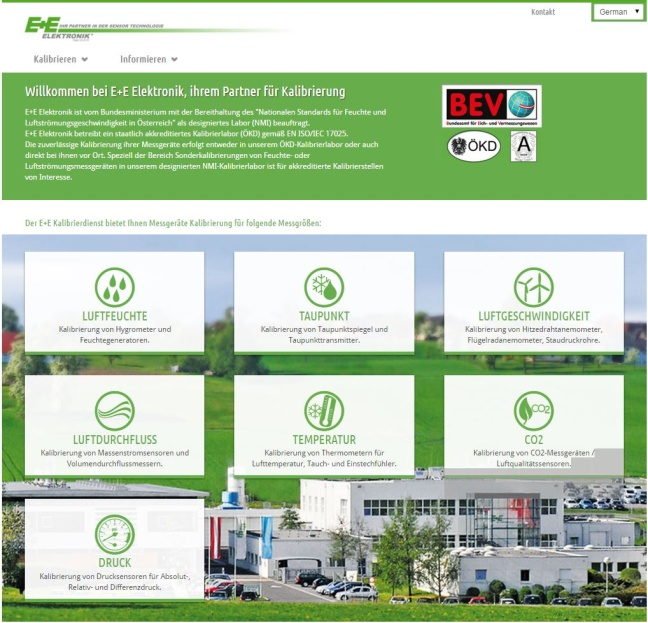 Kontakt
German
E+E IHR PARTNER IN DER SENSOR TECHNOLOGIE
ELEKTRONIK
Kalibrieren
Informieren
Willkommen bei E+E Elektronik, ihrem Partner für Kalibrierung
E+E Elektronik ist vom Bundesministerium mit der Bereithaltung des "Nationalen Standards für Feuchte und
Luftströmungsgeschwindigkeit in Österreich" als designiertes Labor (NMI) beauftragt.
E+E Elektronik betreibt ein staatlich akkreditiertes Kalibrierlabor (ÖKD) gemäß EN ISO/IEC 17025.
Die zuverlässige Kalibrierung ihrer Messgeräte erfolgt entweder in unserem ÖKD-Kalibrierlabor oder auch
direkt bei ihnen vor Ort. Speziell der Bereich Sonderkalibrierungen von Feuchte- oder
Luftströmungsmessgeräten in unserem designierten NMI-Kalibrierlabor ist für akkreditierte Kalibrierstellen
von Interesse.
BEV
Bundesamt für Eich- und Vermessungswesen
ÖKD
A
Der E+E Kalibrierdienst bietet Ihnen Messgeräte Kalibrierung für folgende Messgrößen:
LUFTFEUCHTE
Kalibrierung von Hygrometer und
Feuchtegeneratoren.
TAUPUNKT
Kalibrierung von Taupunktspiegel und
Taupunkttransmitter.
LUFTGESCHWINDIGKEIT
Kalibrierung von Hitzedrahtanemometer,
Flügelradanemometer, Staudruckrohre.
LUFTDURCHFLUSS
Kalibrierung von Massenstromsensoren und
Volumendurchflussmessern.
TEMPERATUR
Kalibrierung von Thermometern für
Lufttemperatur, Tauch- und Einstechfühler.
CO2
CO2
Kalibrierung von CO2-Messgeräten /
Luftqualitätssensoren.
DRUCK
Kalibrierung von Drucksensoren für Absolut-,
Relativ- und Differenzdruck.